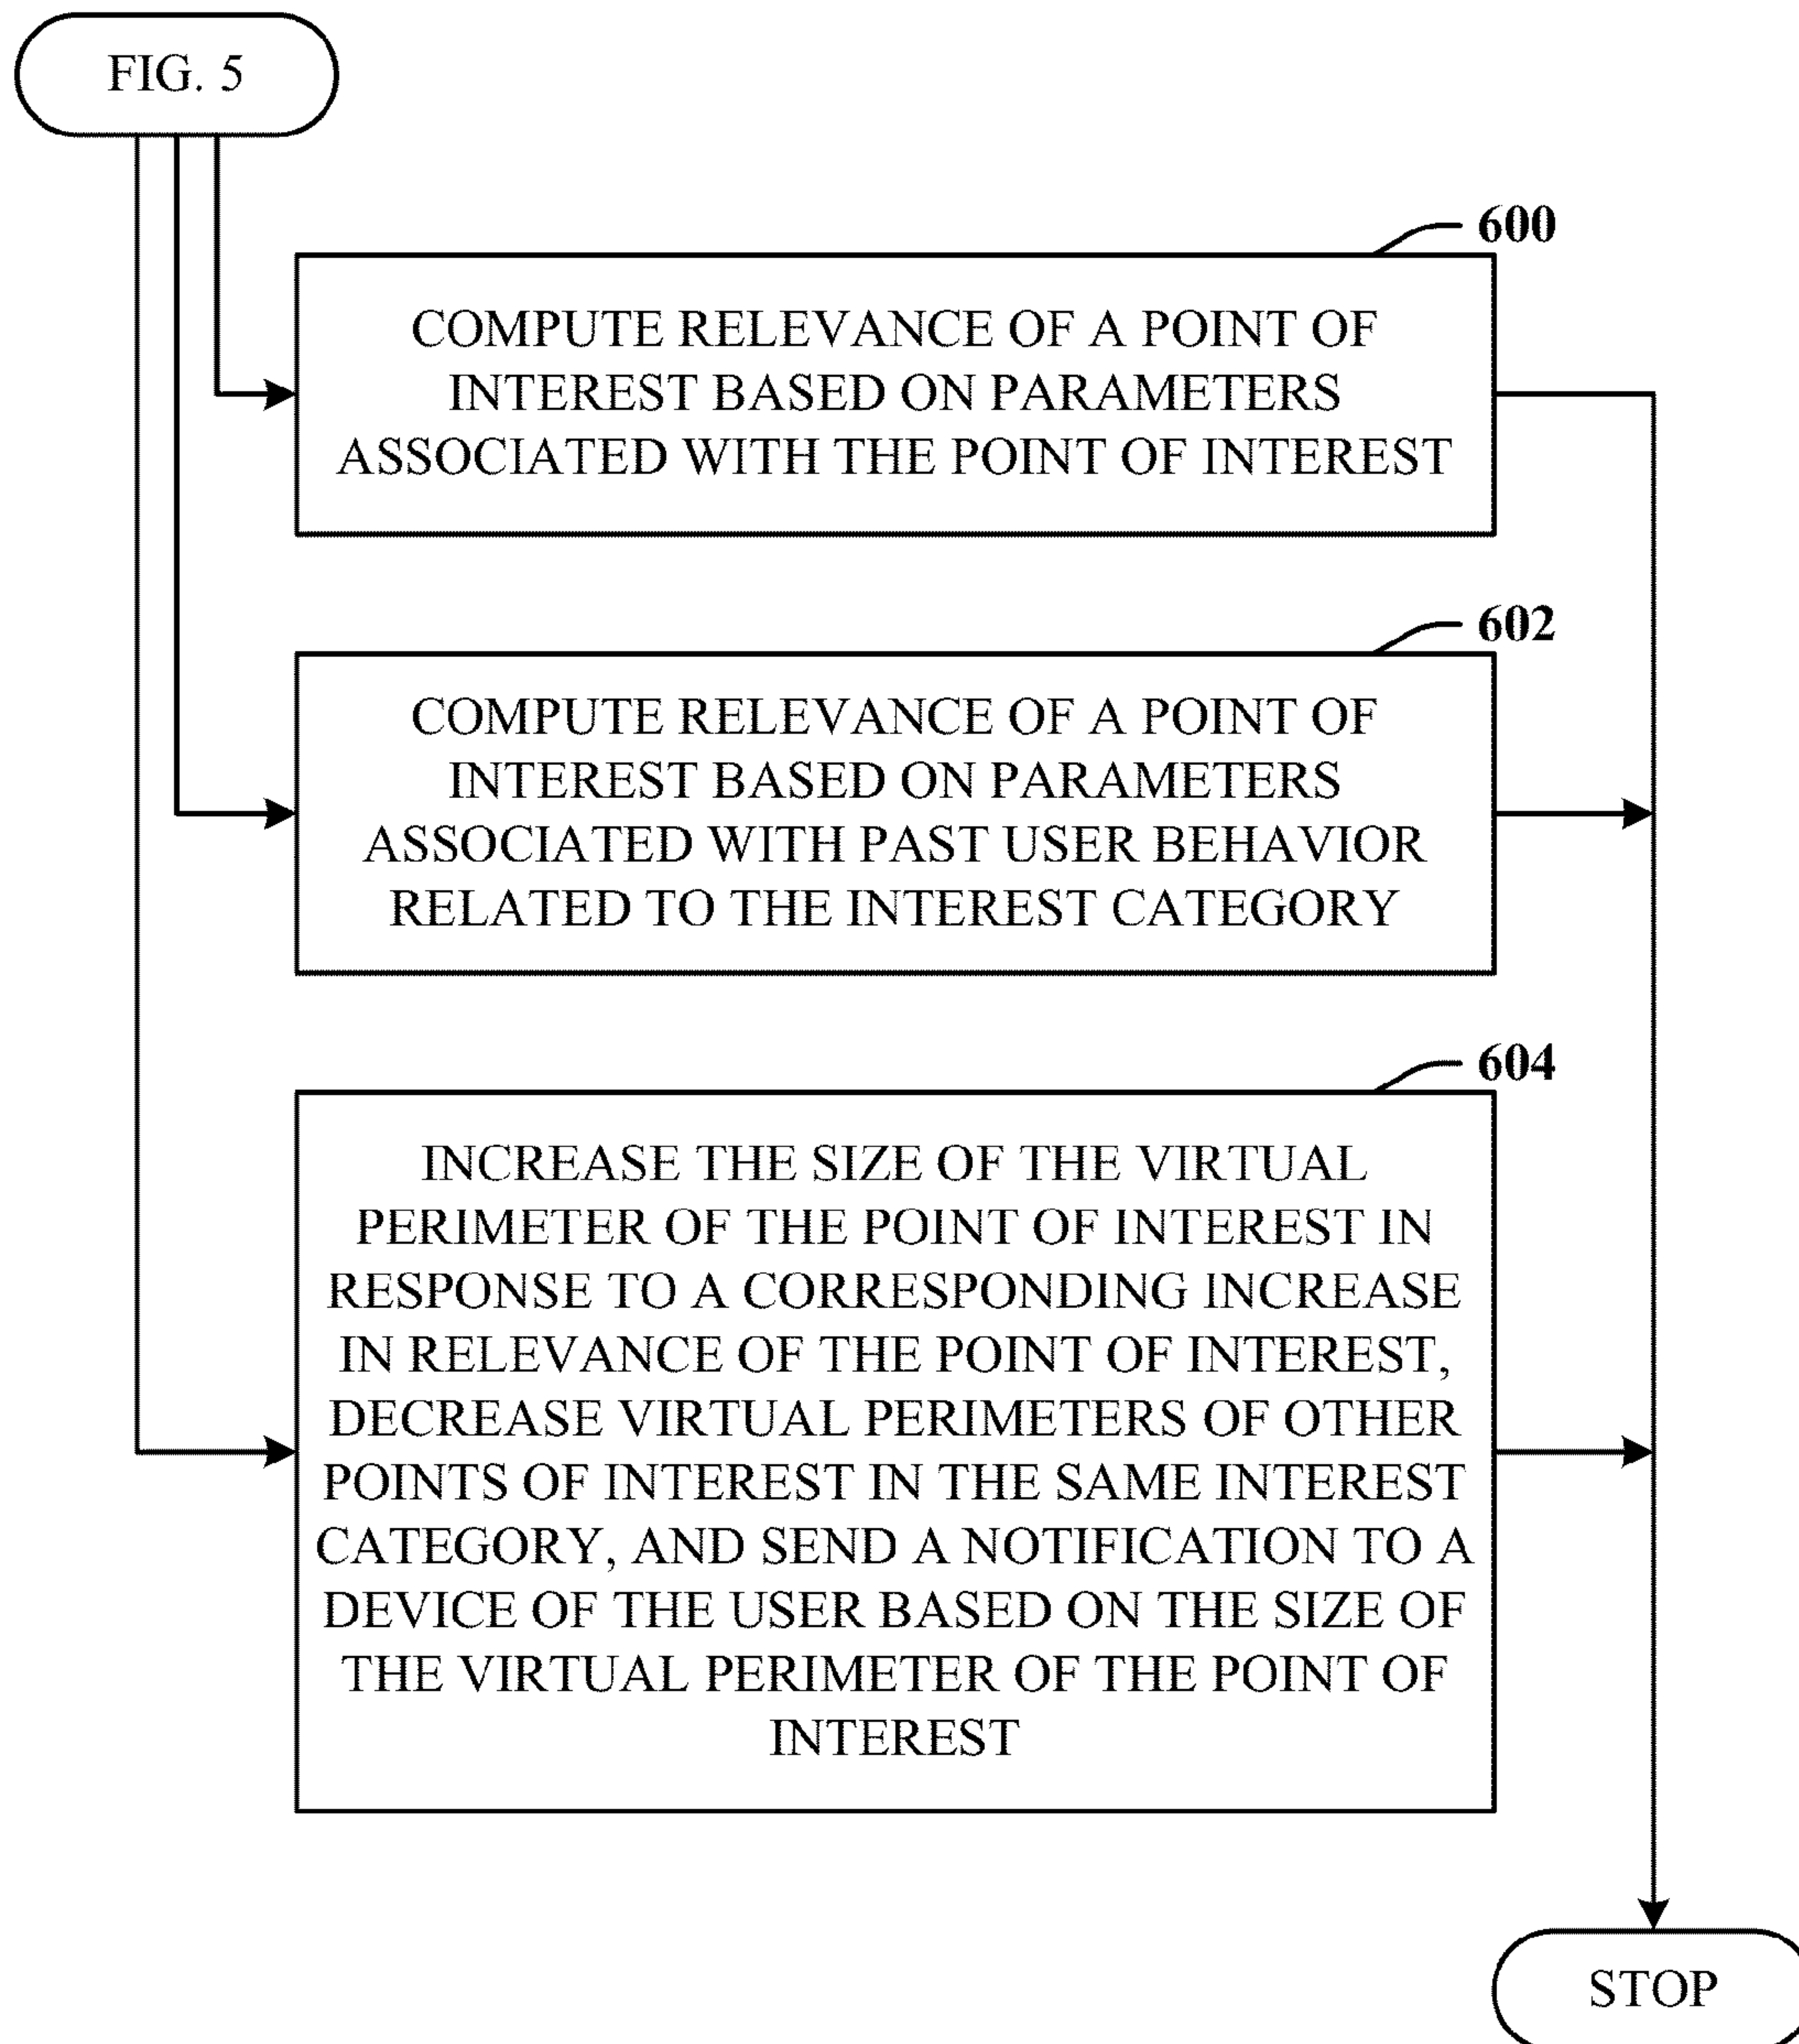 FIG. 5
600
COMPUTE RELEVANCE OF A POINT OF
INTEREST BASED ON PARAMETERS
ASSOCIATED WITH THE POINT OF INTEREST
602
COMPUTE RELEVANCE OF A POINT OF
INTEREST BASED ON PARAMETERS
ASSOCIATED WITH PAST USER BEHAVIOR
RELATED TO THE INTEREST CATEGORY
604
INCREASE THE SIZE OF THE VIRTUAL
PERIMETER OF THE POINT OF INTEREST IN
RESPONSE TO A CORRESPONDING INCREASE
IN RELEVANCE OF THE POINT OF INTEREST,
DECREASE VIRTUAL PERIMETERS OF OTHER
POINTS OF INTEREST IN THE SAME INTEREST
CATEGORY, AND SEND A NOTIFICATION TO A
DEVICE OF THE USER BASED ON THE SIZE OF
THE VIRTUAL PERIMETER OF THE POINT OF
INTEREST
STOP